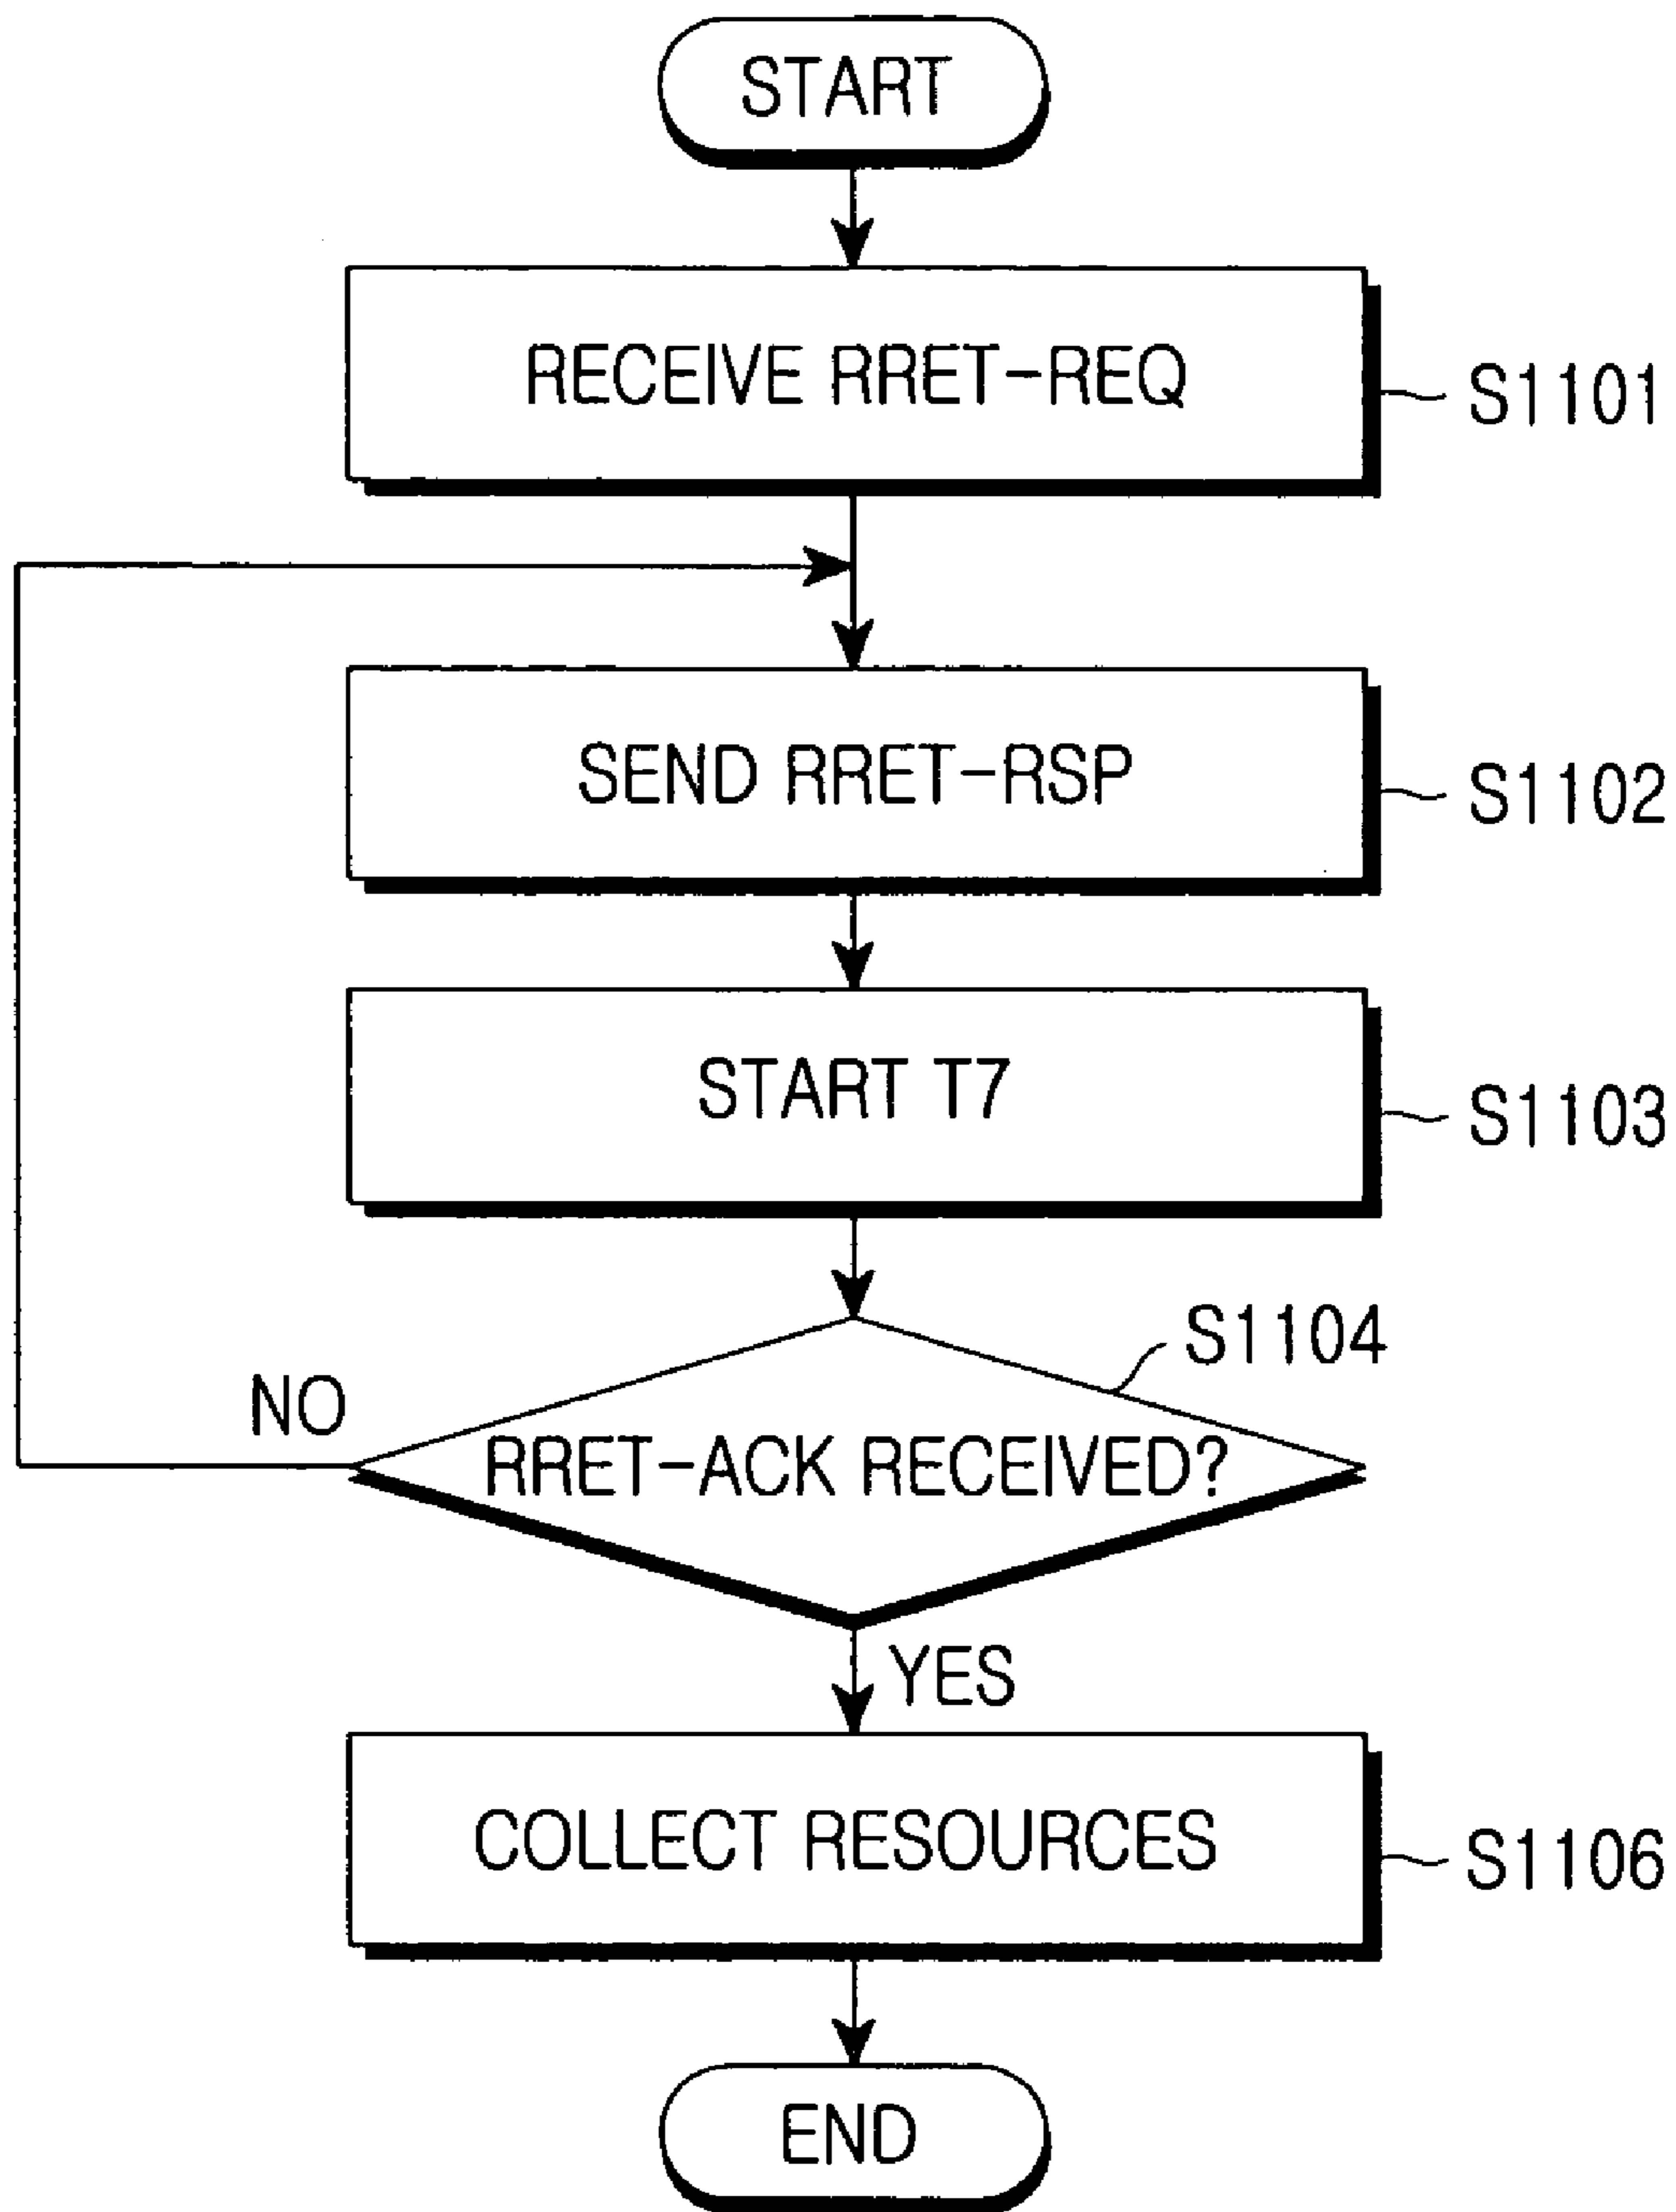 START
RECEIVE RRET-REQ
S1101
SEND RRET-RSP
S1102
START T7
S1103
S1104
NO
RRET-ACK RECEIVED?
YES
COLLECT RESOURCES
S1106
END